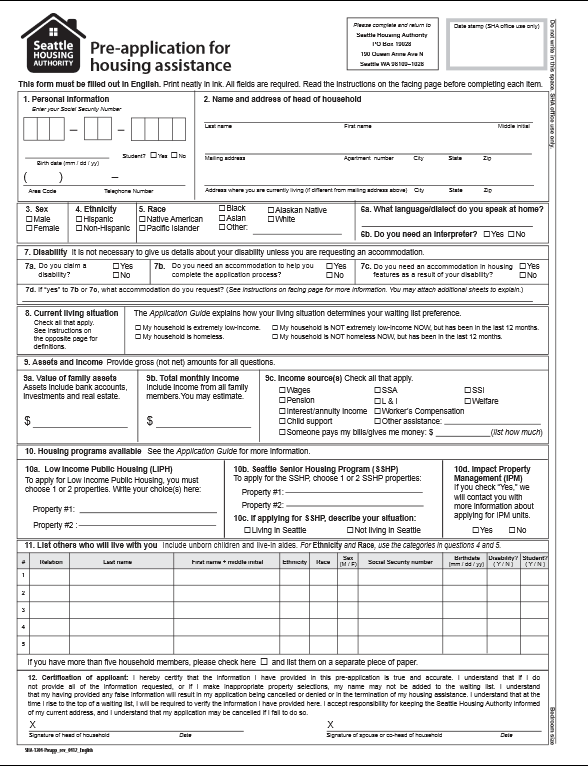 Seattle
HOUSING
AUTHORITY
Pre-application for
housing assistance
Please complete and return to
Seattle Housing Authority
PO Box 19028
190 Queen Anne Ave N
Seattle WA 98109-1028
Date stamp (SHA office use only)
Do not write in this space. SHA office use only.
This form must be filled out in English. Print neatly in ink. All fields are required. Read the instructions on the facing page before completing each item.
1. Personal information
Enter your Social Security Number
– –
Student? Yes No
Birth date (mm / dd / yy)
( ) –
Area Code Telephone Number
2. Name and address of head of household
Last name First name Middle initial
Mailing address Apartment number City State Zip
Address where you are currently living (if different from mailing address above) City State Zip
3. Sex
Male
Female
4. Ethnicity
Hispanic
Non-Hispanic
5. Race
Native American
Pacific Islander
Black
Asian
Other:
Alaskan Native
White
6a. What language/dialect do you speak at home?
6b. Do you need an interpreter? Yes No
7. Disability It is not necessary to give us details about your disability unless you are requesting an accommodation.
7a. Do you claim a
disability?
Yes
No
7b. Do you need an accommodation to help you
complete the application process?
Yes
No
7c. Do you need an accommodation in housing
features as a result of your disability?
Yes
No
7d. If "yes" to 7b or 7c, what accommodation do you request? (See instructions on facing page for more information. You may attach additional sheets to explain.)
8. Current living situation
Check all that apply.
See instructions on
the opposite page for
definitions.
The Application Guide explains how your living situation determines your waiting list preference.
My household is extremely low-income. My household is NOT extremely low-income NOW, but has been in the last 12 months.
My household is homeless. My household is NOT homeless NOW, but has been in the last 12 months.
9. Assets and income Provide gross (not net) amounts for all questions.
9a. Value of family assets
Assets include bank accounts,
investments and real estate.
$
9b. Total monthly income
Include income from all family
members. You may estimate.
$
9c. Income source(s) Check all that apply.
Wages SSA SSI
Pension L & I Welfare
Interest/annuity income Worker's Compensation
Child support Other assistance:
Someone pays my bills/gives me money: $ (list how much)
10. Housing programs available See the Application Guide for more information.
10a. Low Income Public Housing (LIPH)
To apply for Low Income Public Housing, you must
choose 1 or 2 properties. Write your choice(s) here:
Property #1:
Property #2 :
10b. Seattle Senior Housing Program (SSHP)
To apply for the SSHP, choose 1 or 2 SSHP properties:
Property #1:
Property #2:
10c. If applying for SSHP, describe your situation:
Living in Seattle Not living in Seattle
10d. Impact Property
Management (IPM)
If you check "Yes," we
will contact you with
more information about
applying for IPM units.
Yes No
11. List others who will live with you Include unborn children and live-in aides. For Ethnicity and Race, use the categories in questions 4 and 5.
# Relation Last name First name + middle initial Ethnicity Race Sex (M / F) Social Security number Birthdate (mm / dd / yy) Disability? (Y / N) Student? (Y / N)
1
2
3
4
5
If you have more than five household members, please check here and list them on a separate piece of paper.
12. Certification of applicant: I hereby certify that the information I have provided in this pre-application is true and accurate. I understand that if I do
not provide all of the information requested, or if I make inappropriate property selections, my name may not be added to the waiting list. I understand
that my having provided any false information will result in my application being cancelled or denied or in the termination of my housing assistance. I understand that at the
time I rise to the top of a waiting list, I will be required to verify the information I have provided here. I accept responsibility for keeping the Seattle Housing Authority informed
of my current address, and I understand that my application may be cancelled if I fail to do so.
X X
Signature of head of household Date Signature of spouse or co-head of household Date
Bedroom size